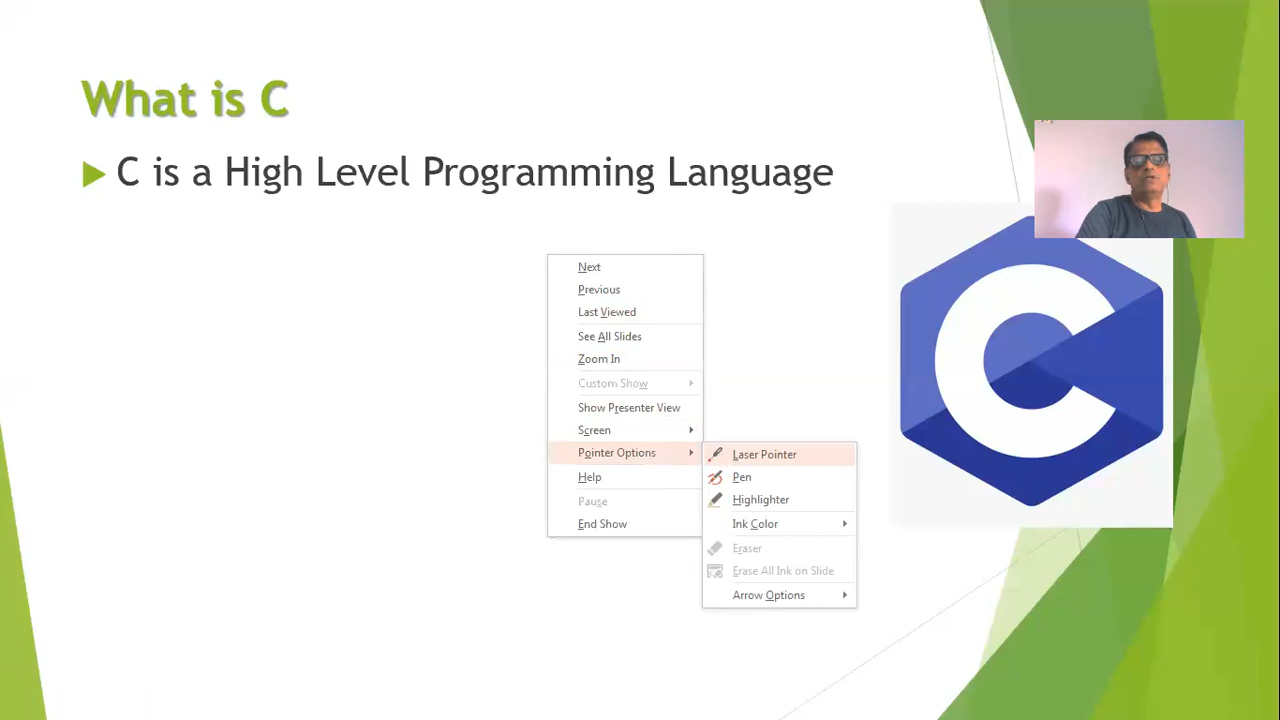 What is C
C is a High Level Programming Language
Next
Previous
Last Viewed
See All Slides
Zoom In
Custom Show
Show Presenter View
Screen
Pointer Options
Help
Pause
End Show
Laser Pointer
Pen
Highlighter
Ink Color
Eraser
Erase All Ink on Slide
Arrow Options
C